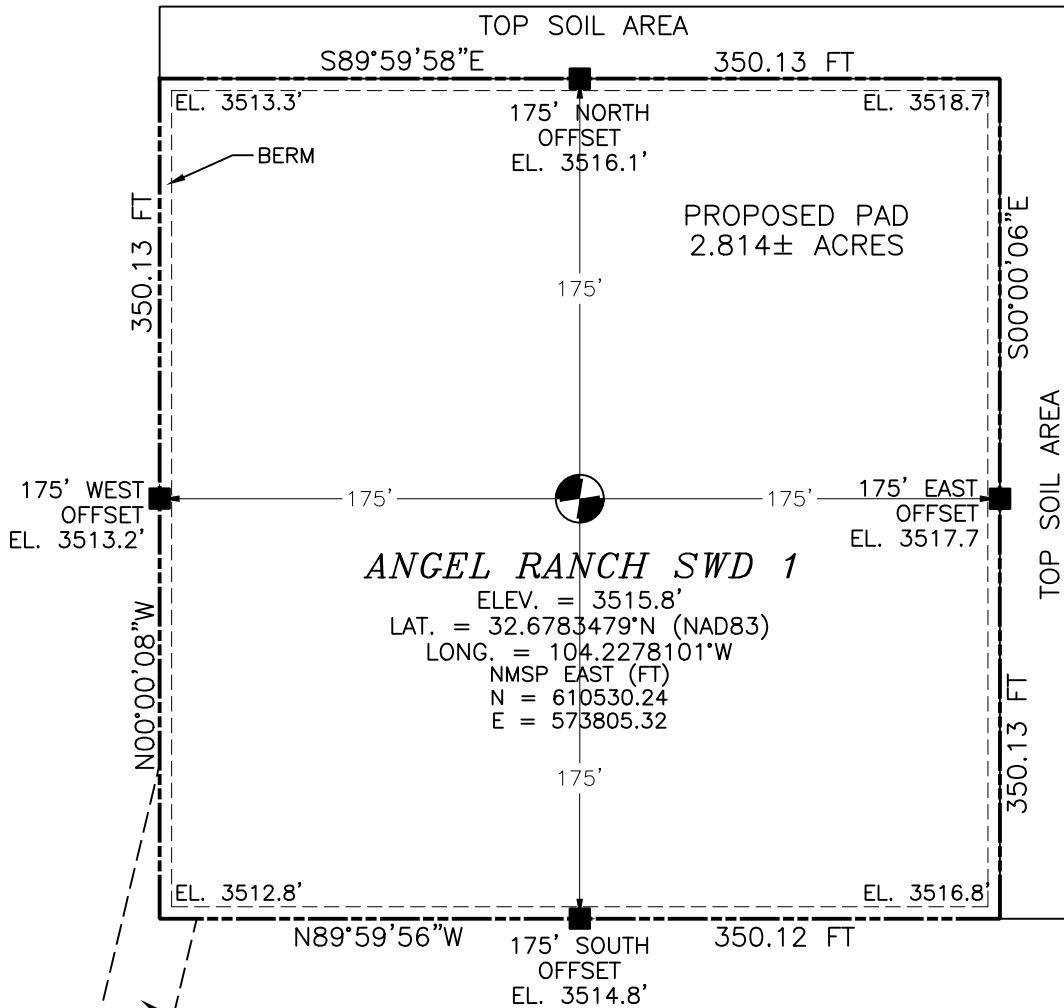 TOP SOIL AREA
S89°59'58"E
350.13 FT
EL. 3513.3'
EL. 3518.7'
175' NORTH
OFFSET
EL. 3516.1'
BERM
PROPOSED PAD
2.814± ACRES
350.13 FT
S00°00'06"E
175'
TOP SOIL AREA
175' WEST
OFFSET
EL. 3513.2'
175'
175'
175' EAST
OFFSET
EL. 3517.7
ANGEL RANCH SWD 1
ELEV. = 3515.8'
LAT. = 32.6783479°N (NAD83)
LONG. = 104.2278101°W
NMSP EAST (FT)
N = 610530.24
E = 573805.32
N00°00'08"W
350.13 FT
175'
EL. 3512.8'
EL. 3516.8'
N89°59'56"W
350.12 FT
175' SOUTH
OFFSET
EL. 3514.8'